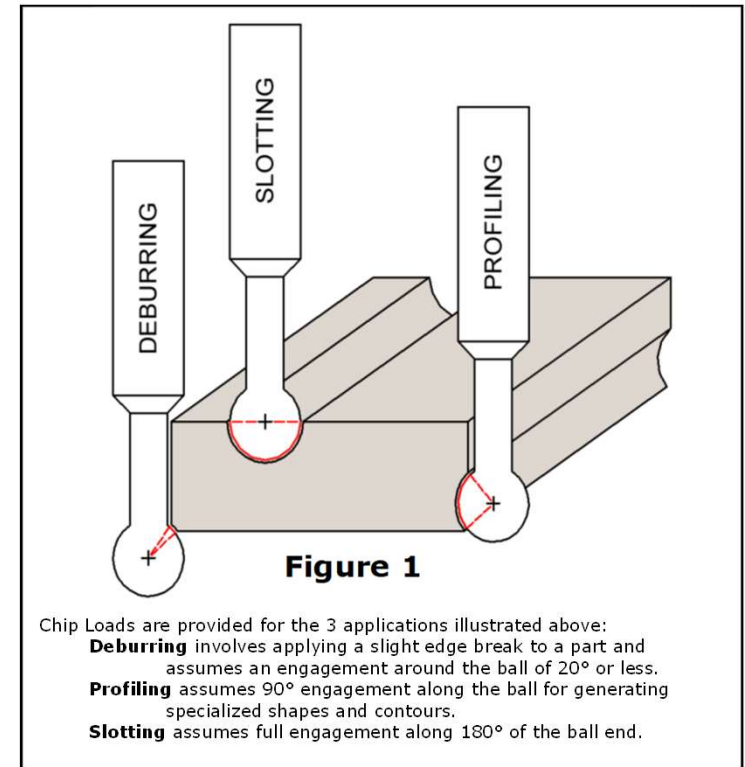 DEBURRING
SLOTTING
PROFILING
Figure 1
Chip Loads are provided for the 3 applications illustrated above:
Deburring involves applying a slight edge break to a part and
assumes an engagement around the ball of 20° or less.
Profiling assumes 90° engagement along the ball for generating
specialized shapes and contours.
Slotting assumes full engagement along 180° of the ball end.